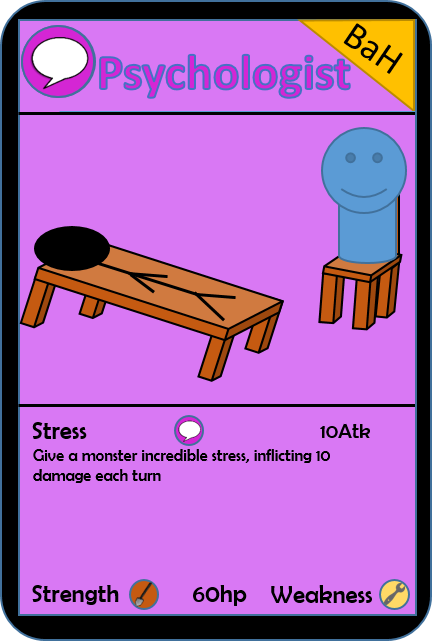 Psychologist
BaH
Stress 10Atk
Give a monster incredible stress, inflicting 10
damage each turn
Strength 60hp Weakness